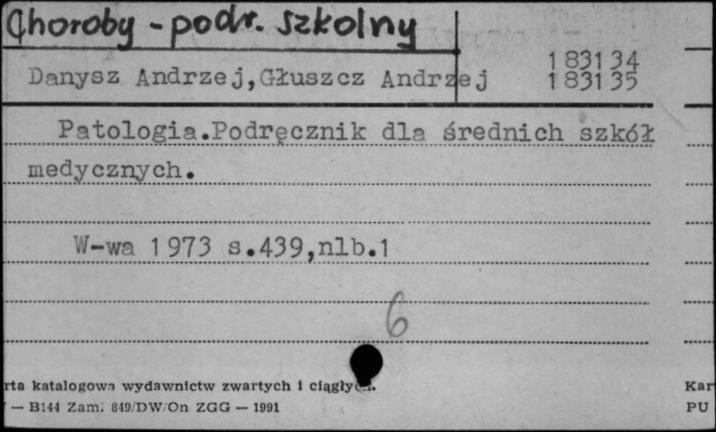 Choroby - podr. szkolny
183134
Danysz Andrzej,Głuszcz Andrzej 183135
Patologia.Podręcznik dla średnich szkół
medycznych.
W-wa 1973 s.439,nlb.1
6
rta katalogowa wydawnictw zwartych i ciągłych.
— B144 Zam. 849/DW/On ZGG — 1991
Kar
PU